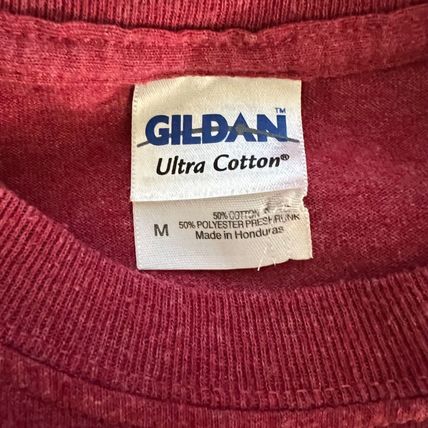 GILDAN™
Ultra Cotton®
50% COTTON
M 50% POLYESTER PRESHRUNK
Made in Honduras